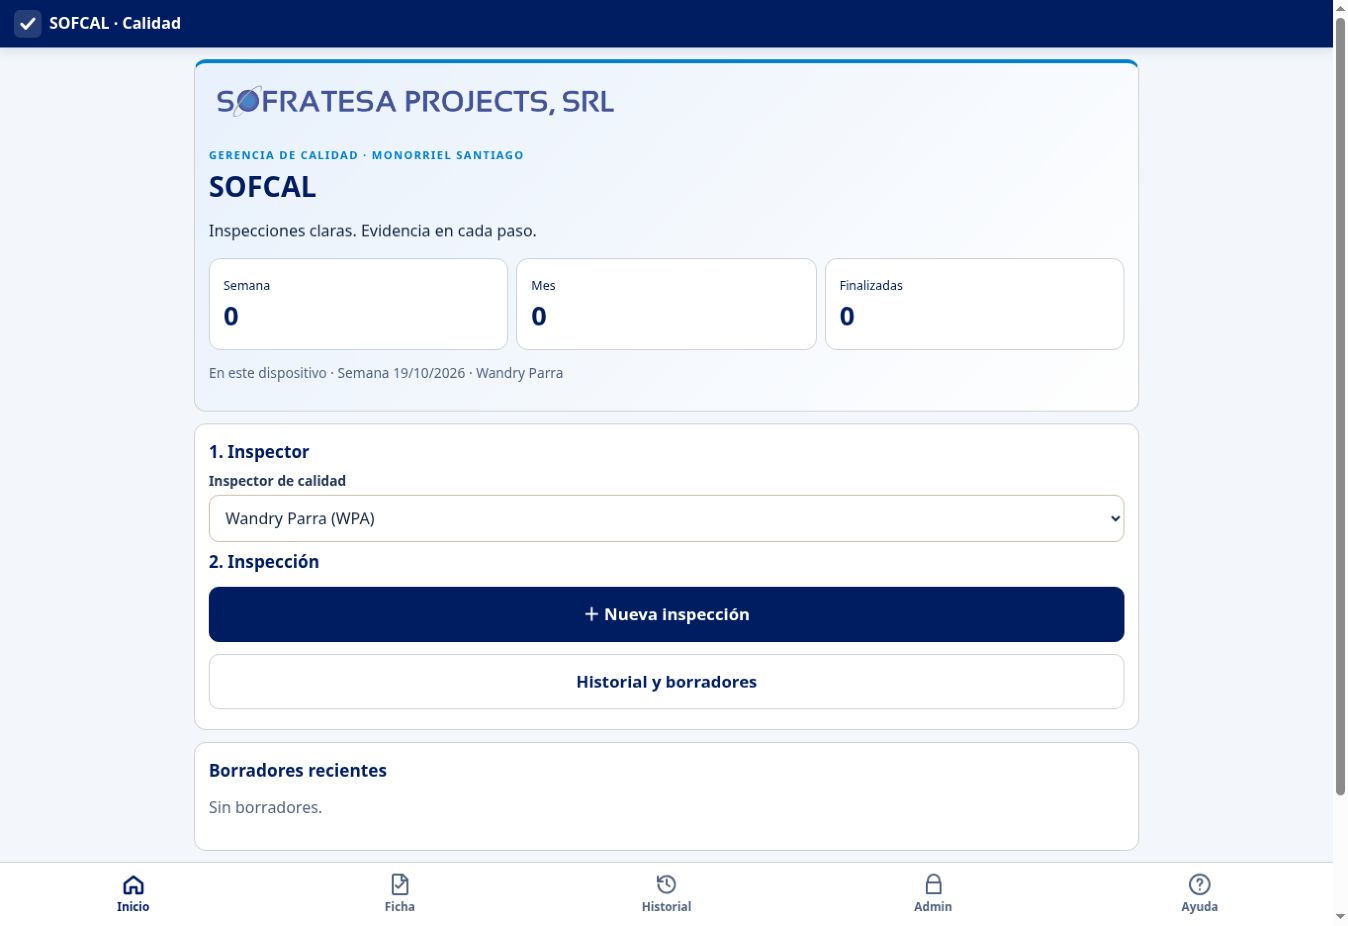 SOFCAL · Calidad
SOFRATESA PROJECTS, SRL
GERENCIA DE CALIDAD · MONORRIEL SANTIAGO
SOFCAL
Inspecciones claras. Evidencia en cada paso.
Semana
0
Mes
0
Finalizadas
0
En este dispositivo · Semana 19/10/2026 · Wandry Parra
1. Inspector
Inspector de calidad
Wandry Parra (WPA)
2. Inspección
+ Nueva inspección
Historial y borradores
Borradores recientes
Sin borradores.
Inicio
Ficha
Historial
Admin
Ayuda